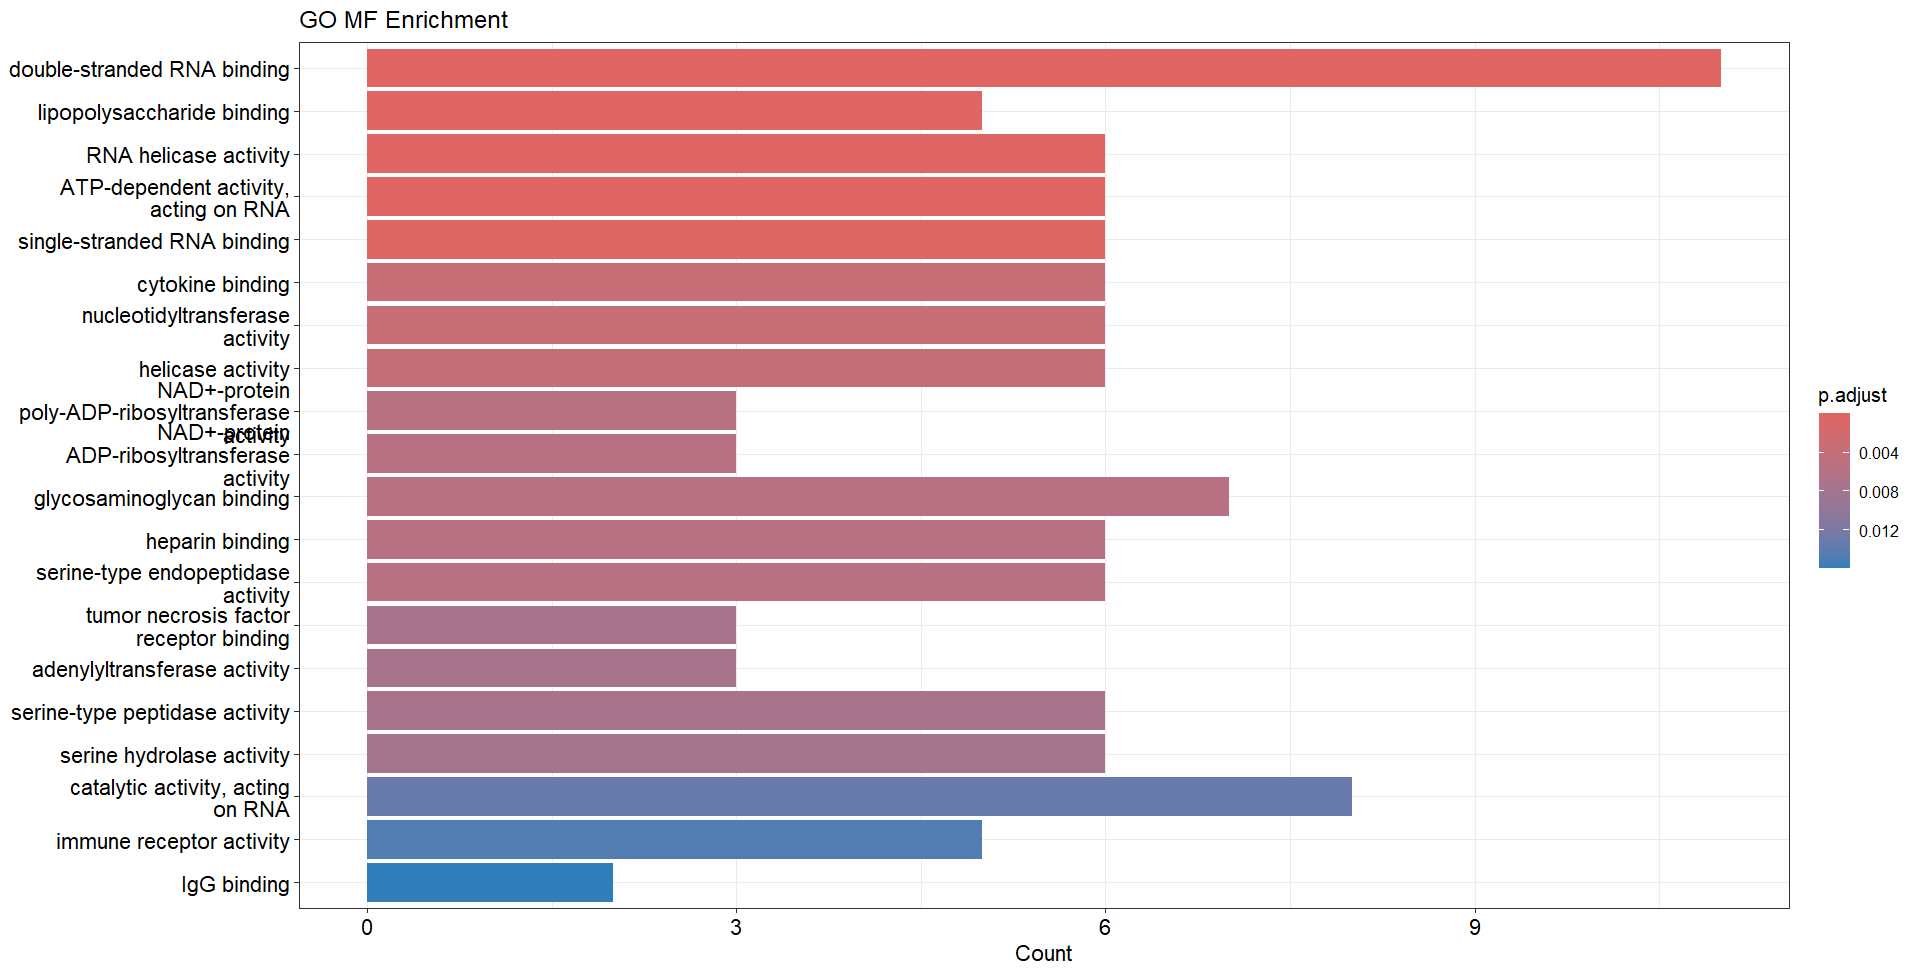 GO MF Enrichment
double-stranded RNA binding
lipopolysaccharide binding
RNA helicase activity
ATP-dependent activity,
acting on RNA
single-stranded RNA binding
cytokine binding
nucleotidyltransferase
activity
helicase activity
NAD+-protein
poly-ADP-ribosyltransferase
activity
NAD+-protein
ADP-ribosyltransferase
activity
glycosaminoglycan binding
heparin binding
serine-type endopeptidase
activity
tumor necrosis factor
receptor binding
adenylyltransferase activity
serine-type peptidase activity
serine hydrolase activity
catalytic activity, acting
on RNA
immune receptor activity
IgG binding
0
3
6
9
Count
p.adjust
0.004
0.008
0.012